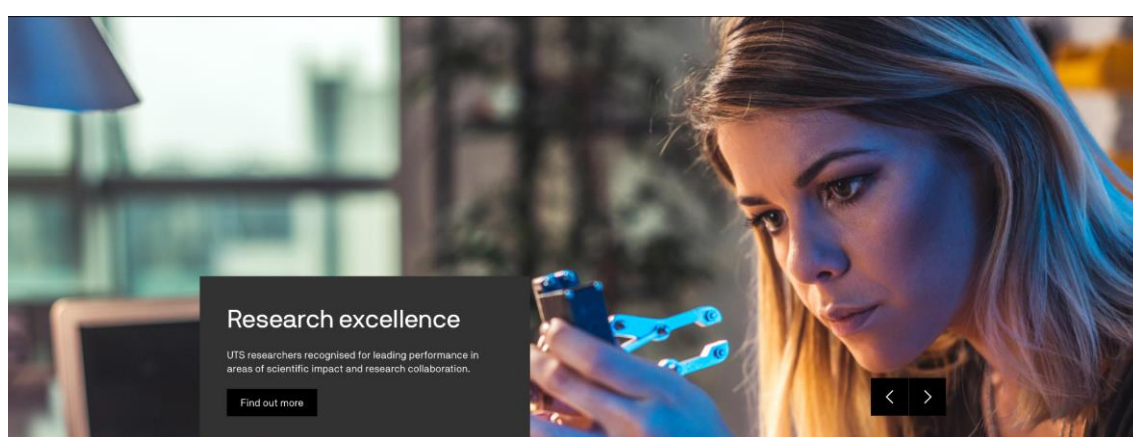 Research excellence
UTS researchers recognised for leading performance in
areas of scientific impact and research collaboration.
Find out more